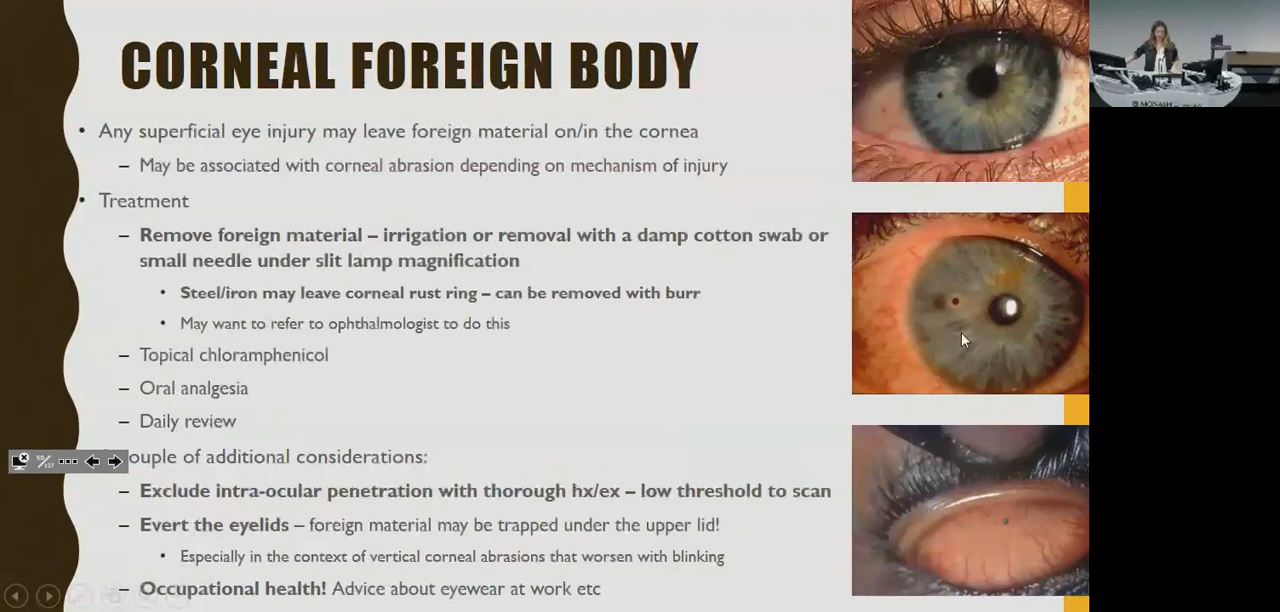 CORNEAL FOREIGN BODY
• Any superficial eye injury may leave foreign material on/in the cornea
– May be associated with corneal abrasion depending on mechanism of injury
• Treatment
– Remove foreign material – irrigation or removal with a damp cotton swab or
small needle under slit lamp magnification
• Steel/iron may leave corneal rust ring – can be removed with burr
• May want to refer to ophthalmologist to do this
– Topical chloramphenicol
– Oral analgesia
– Daily review
ouple of additional considerations:
– Exclude intra-ocular penetration with thorough hx/ex – low threshold to scan
– Evert the eyelids – foreign material may be trapped under the upper lid!
• Especially in the context of vertical corneal abrasions that worsen with blinking
– Occupational health! Advice about eyewear at work etc
MONASH